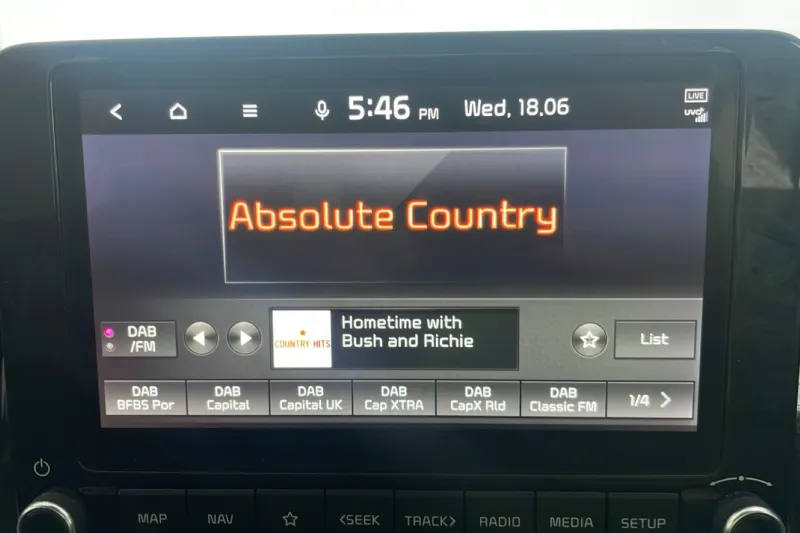 5:46 PM Wed, 18.06
LIVE
UVO
Absolute Country
DAB
/FM
COUNTRY HITS
Hometime with
Bush and Richie
List
DAB
BFBS Por
DAB
Capital
DAB
Capital UK
DAB
Cap XTRA
DAB
CapX Rld
DAB
Classic FM
1/4 >
MAP NAV <SEEK TRACK> RADIO MEDIA SETUP